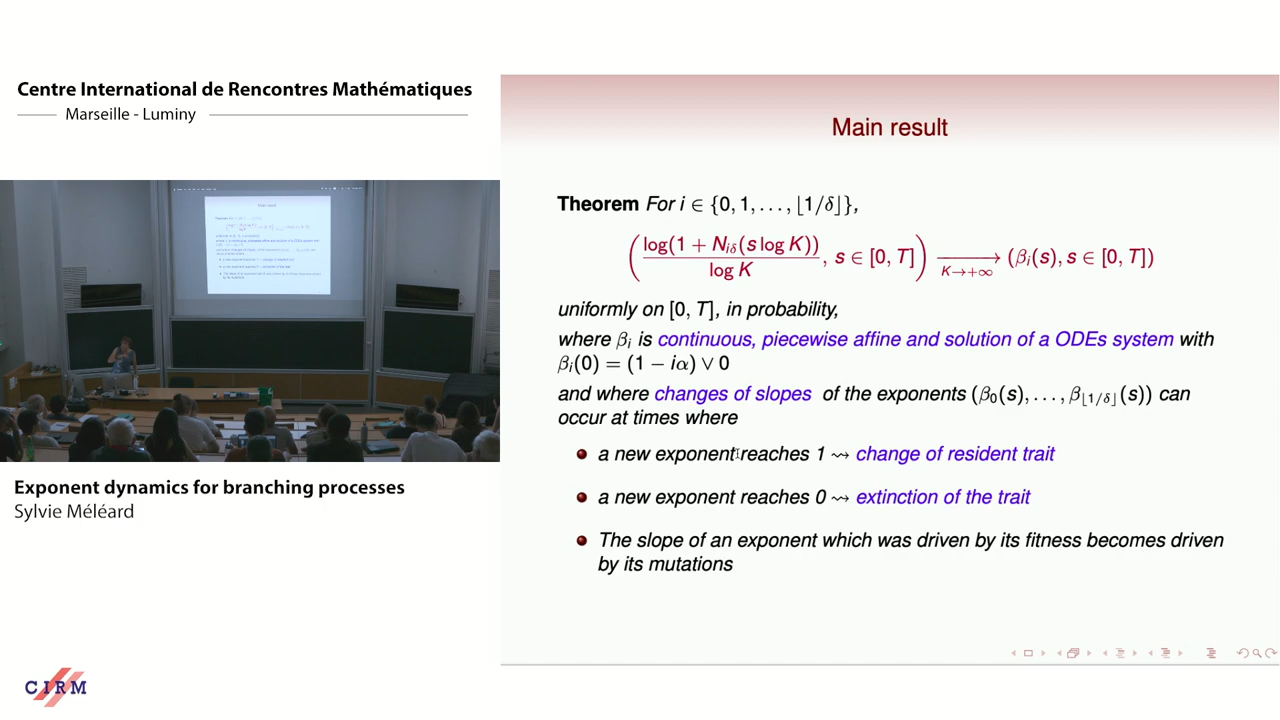 Centre International de Rencontres Mathématiques
Marseille - Luminy
Main result
Theorem For i ∈ {0, 1, . . . , ⌊1/δ⌋},
( log(1 + N_{iδ}(s log K)) / log K , s ∈ [0, T] ) ⟶_{K→+∞} (β_i(s), s ∈ [0, T])
uniformly on [0, T], in probability,
where β_i is continuous, piecewise affine and solution of a ODEs system with
β_i(0) = (1 − iα) ∨ 0
and where changes of slopes of the exponents (β_0(s), . . . , β_{⌊1/δ⌋}(s)) can
occur at times where
a new exponent reaches 1 ⇝ change of resident trait
a new exponent reaches 0 ⇝ extinction of the trait
The slope of an exponent which was driven by its fitness becomes driven
by its mutations
Exponent dynamics for branching processes
Sylvie Méléard
CIRM